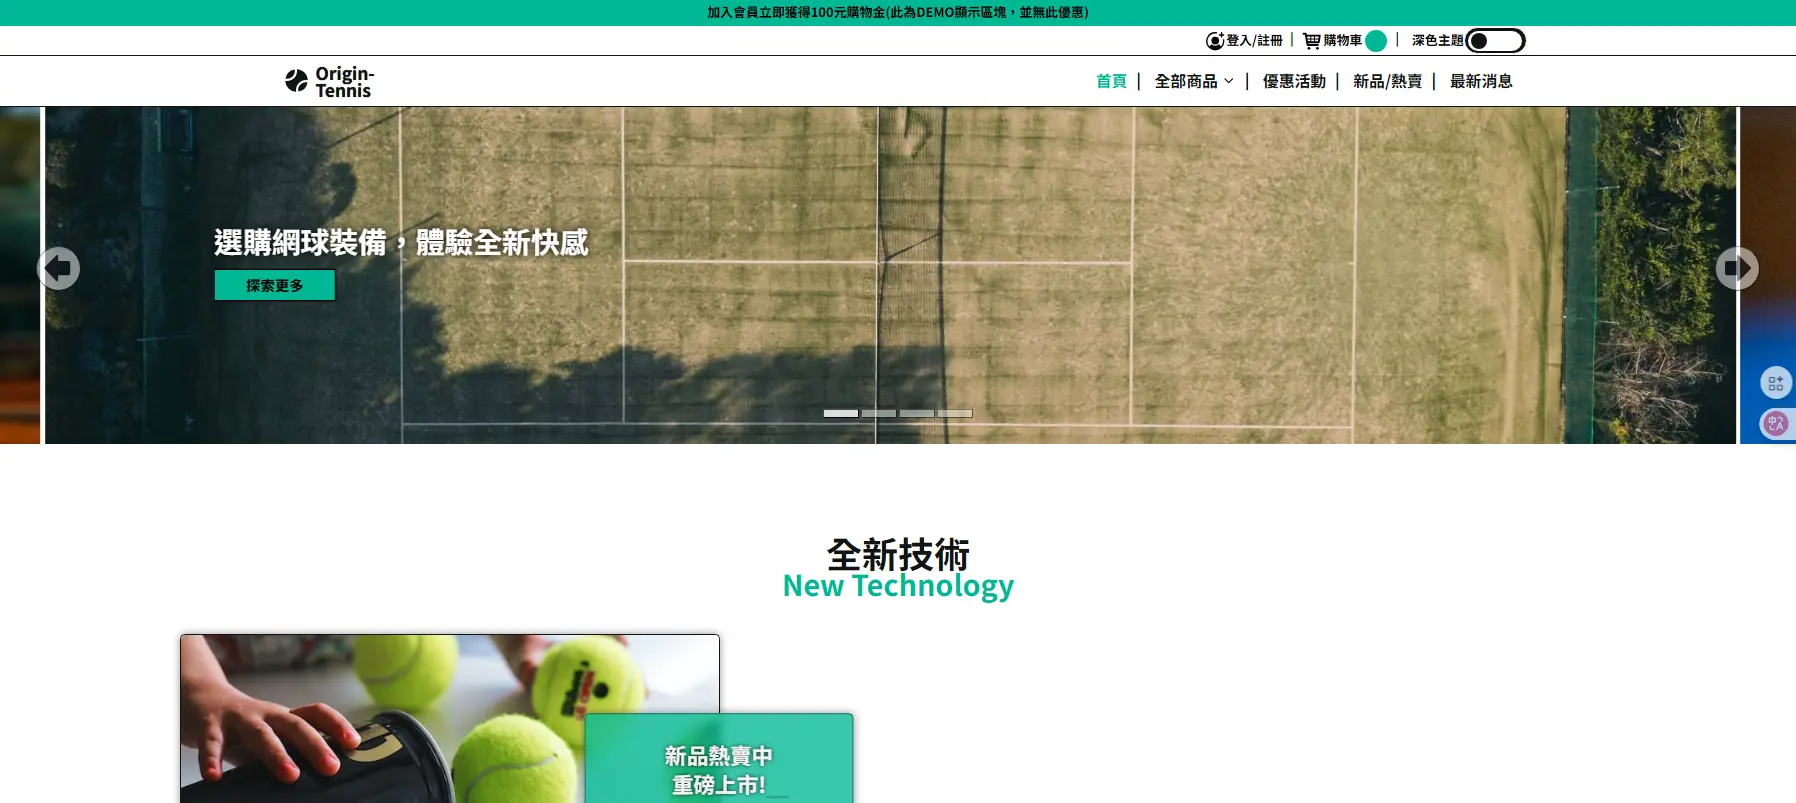 加入會員立即獲得100元購物金(此為DEMO顯示區塊，並無此優惠)
登入/註冊 | 購物車 | 深色主題
Origin-
Tennis
首頁 | 全部商品 | 優惠活動 | 新品/熱賣 | 最新消息
選購網球裝備，體驗全新快感
探索更多
全新技術
New Technology
新品熱賣中
重磅上市!